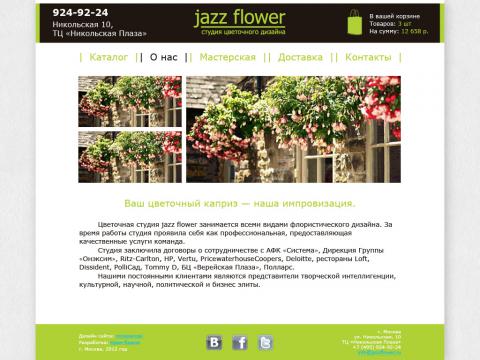 924-92-24
Никольская 10,
ТЦ «Никольская Плаза»
jazz flower
студия цветочного дизайна
В вашей корзине
Товаров: 3 шт
На сумму: 12 658 р.
| Каталог | О нас | Мастерская | Доставка | Контакты |
Ваш цветочный каприз — наша импровизация.
Цветочная студия jazz flower занимается всеми видами флористического дизайна. За
время работы студия проявила себя как профессиональная, предоставляющая
качественные услуги команда.
Студия заключила договоры о сотрудничестве с АФК «Система», Дирекция Группы
«Онэксим», Ritz-Carlton, HP, Vertu, PricewaterhouseCoopers, Deloitte, рестораны Loft,
Dissident, PolliСад, Tommy D, БЦ «Верейская Плаза», Полларс.
Нашими постоянными клиентами являются представители творческой интеллигенции,
культурной, научной, политической и бизнес элиты.
Дизайн сайта:
Разработка:
г. Москва, 2012 год
г. Москва
ул. Никольская, 10
ТЦ «Никольская Плаза»
+7 (495) 924-92-24
info@jazzflower.ru